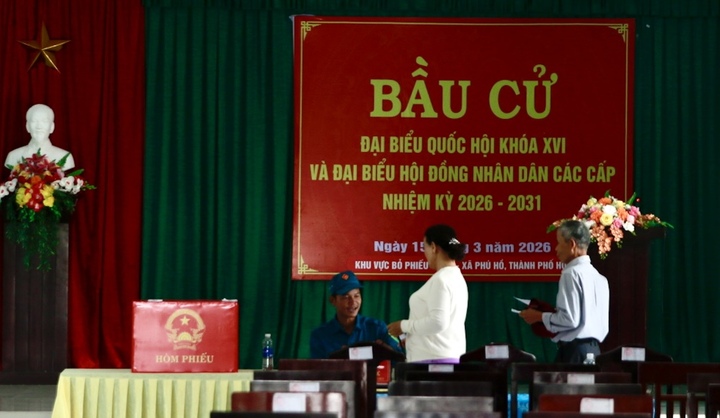 BẦU CỬ
ĐẠI BIỂU QUỐC HỘI KHÓA XVI
VÀ ĐẠI BIỂU HỘI ĐỒNG NHÂN DÂN CÁC CẤP
NHIỆM KỲ 2026 - 2031
Ngày 15 3 năm 2026
KHU VỰC BỎ PHIẾU XÃ PHÚ HỒ, THÀNH PHỐ
HÒM PHIẾU